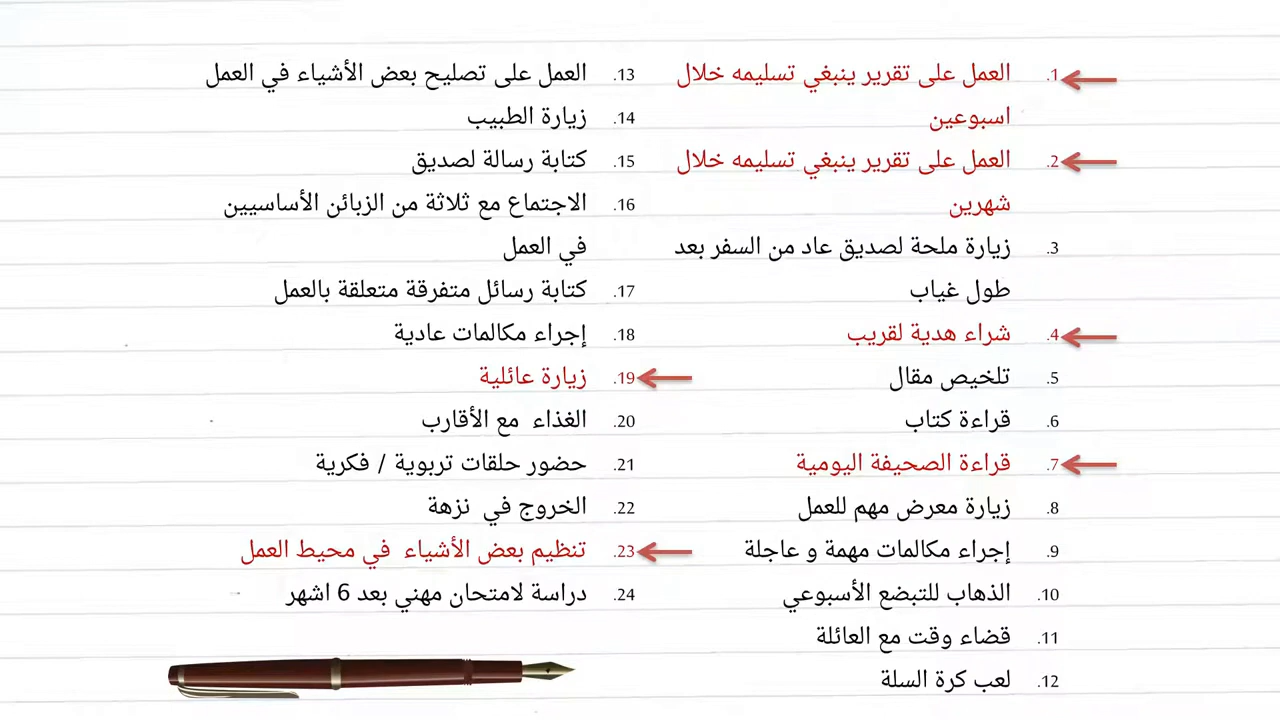 1. العمل على تقرير ينبغي تسليمه خلال
اسبوعين
2. العمل على تقرير ينبغي تسليمه خلال
شهرين
3. زيارة ملحة لصديق عاد من السفر بعد
طول غياب
4. شراء هدية لقريب
5. تلخيص مقال
6. قراءة كتاب
7. قراءة الصحيفة اليومية
8. زيارة معرض مهم للعمل
9. إجراء مكالمات مهمة و عاجلة
10. الذهاب للتبضع الأسبوعي
11. قضاء وقت مع العائلة
12. لعب كرة السلة
13. العمل على تصليح بعض الأشياء في العمل
14. زيارة الطبيب
15. كتابة رسالة لصديق
16. الاجتماع مع ثلاثة من الزبائن الأساسيين
في العمل
17. كتابة رسائل متفرقة متعلقة بالعمل
18. إجراء مكالمات عادية
19. زيارة عائلية
20. الغذاء مع الأقارب
21. حضور حلقات تربوية / فكرية
22. الخروج في نزهة
23. تنظيم بعض الأشياء في محيط العمل
24. دراسة لامتحان مهني بعد 6 اشهر